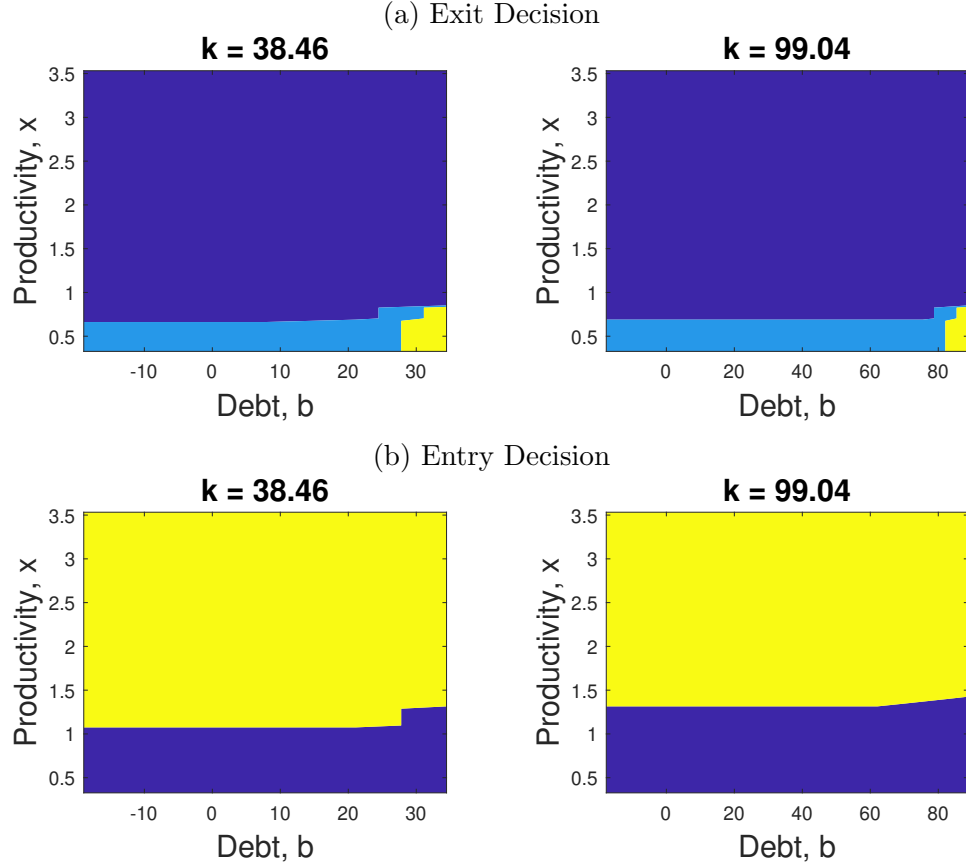 (a) Exit Decision
k = 38.46
k = 99.04
Productivity, x
3.5
3
2.5
2
1.5
1
0.5
-10 0 10 20 30
Debt, b
Productivity, x
3.5
3
2.5
2
1.5
1
0.5
0 20 40 60 80
Debt, b
(b) Entry Decision
k = 38.46
k = 99.04
Productivity, x
3.5
3
2.5
2
1.5
1
0.5
-10 0 10 20 30
Debt, b
Productivity, x
3.5
3
2.5
2
1.5
1
0.5
0 20 40 60 80
Debt, b